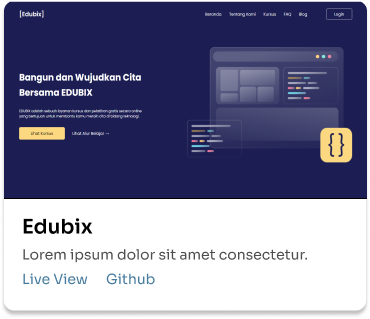 [Edubix]
Beranda Tentang Kami Kursus FAQ Blog Login
Bangun dan Wujudkan Cita
Bersama EDUBIX
EDUBIX adalah sebuah layanan kursus dan pelatihan gratis secara online
yang bertujuan untuk membantu kamu meraih cita di bidang teknologi.
Lihat Kursus Lihat Alur Belajar →
{}
Edubix
Lorem ipsum dolor sit amet consectetur.
Live View Github